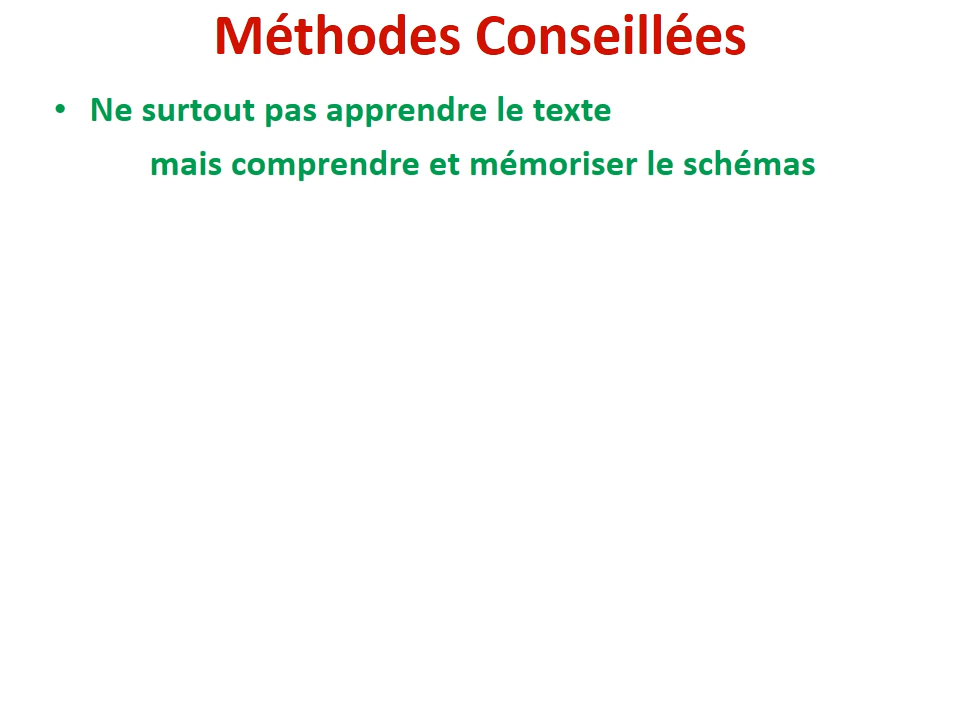 Méthodes Conseillées
• Ne surtout pas apprendre le texte
mais comprendre et mémoriser le schémas